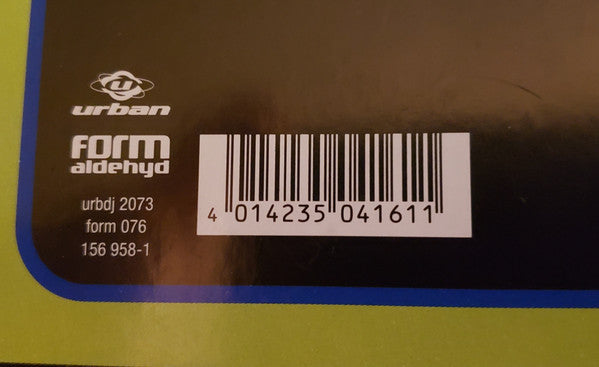 urban
FORM
aldehyd
urbdj 2073
form 076
156 958-1
4 014235 041611